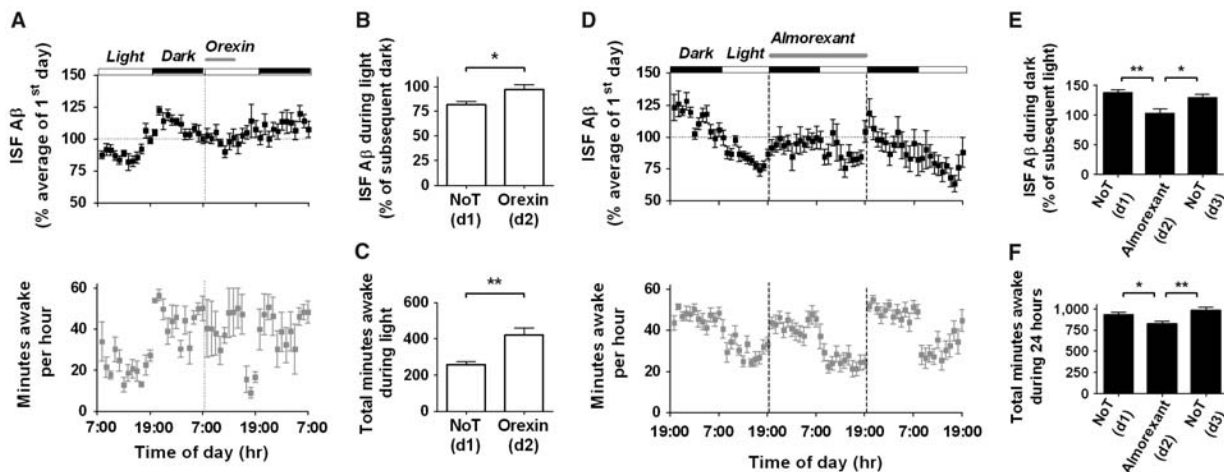 A
Light Dark Orexin
ISF Aβ
(% average of 1st day)
150
125
100
75
50
Minutes awake
per hour
60
40
20
0
7:00 19:00 7:00 19:00 7:00
Time of day (hr)
B
ISF Aβ during light
(% of subsequent dark)
*
100
75
50
25
0
NoT
(d1)
Orexin
(d2)
C
Total minutes awake
during light
**
600
400
200
0
NoT
(d1)
Orexin
(d2)
D
Dark Light Almorexant
ISF Aβ
(% average of 1st day)
150
125
100
75
50
Minutes awake
per hour
60
40
20
0
19:00 7:00 19:00 7:00 19:00 7:00 19:00
Time of day (hr)
E
ISF Aβ during dark
(% of subsequent light)
** *
150
100
50
0
NoT
(d1)
Almorexant
(d2)
NoT
(d3)
F
Total minutes awake
during 24 hours
* **
1,000
750
500
250
0
NoT
(d1)
Almorexant
(d2)
NoT
(d3)